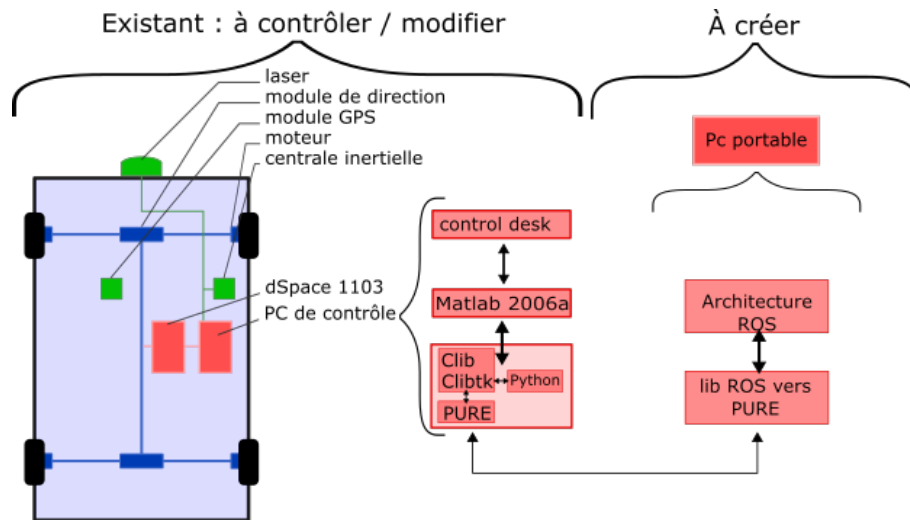 Existant : à contrôler / modifier
À créer
laser
module de direction
module GPS
moteur
centrale inertielle
dSpace 1103
PC de contrôle
control desk
Matlab 2006a
Clib
Clibtk
Python
PURE
Pc portable
Architecture
ROS
lib ROS vers
PURE